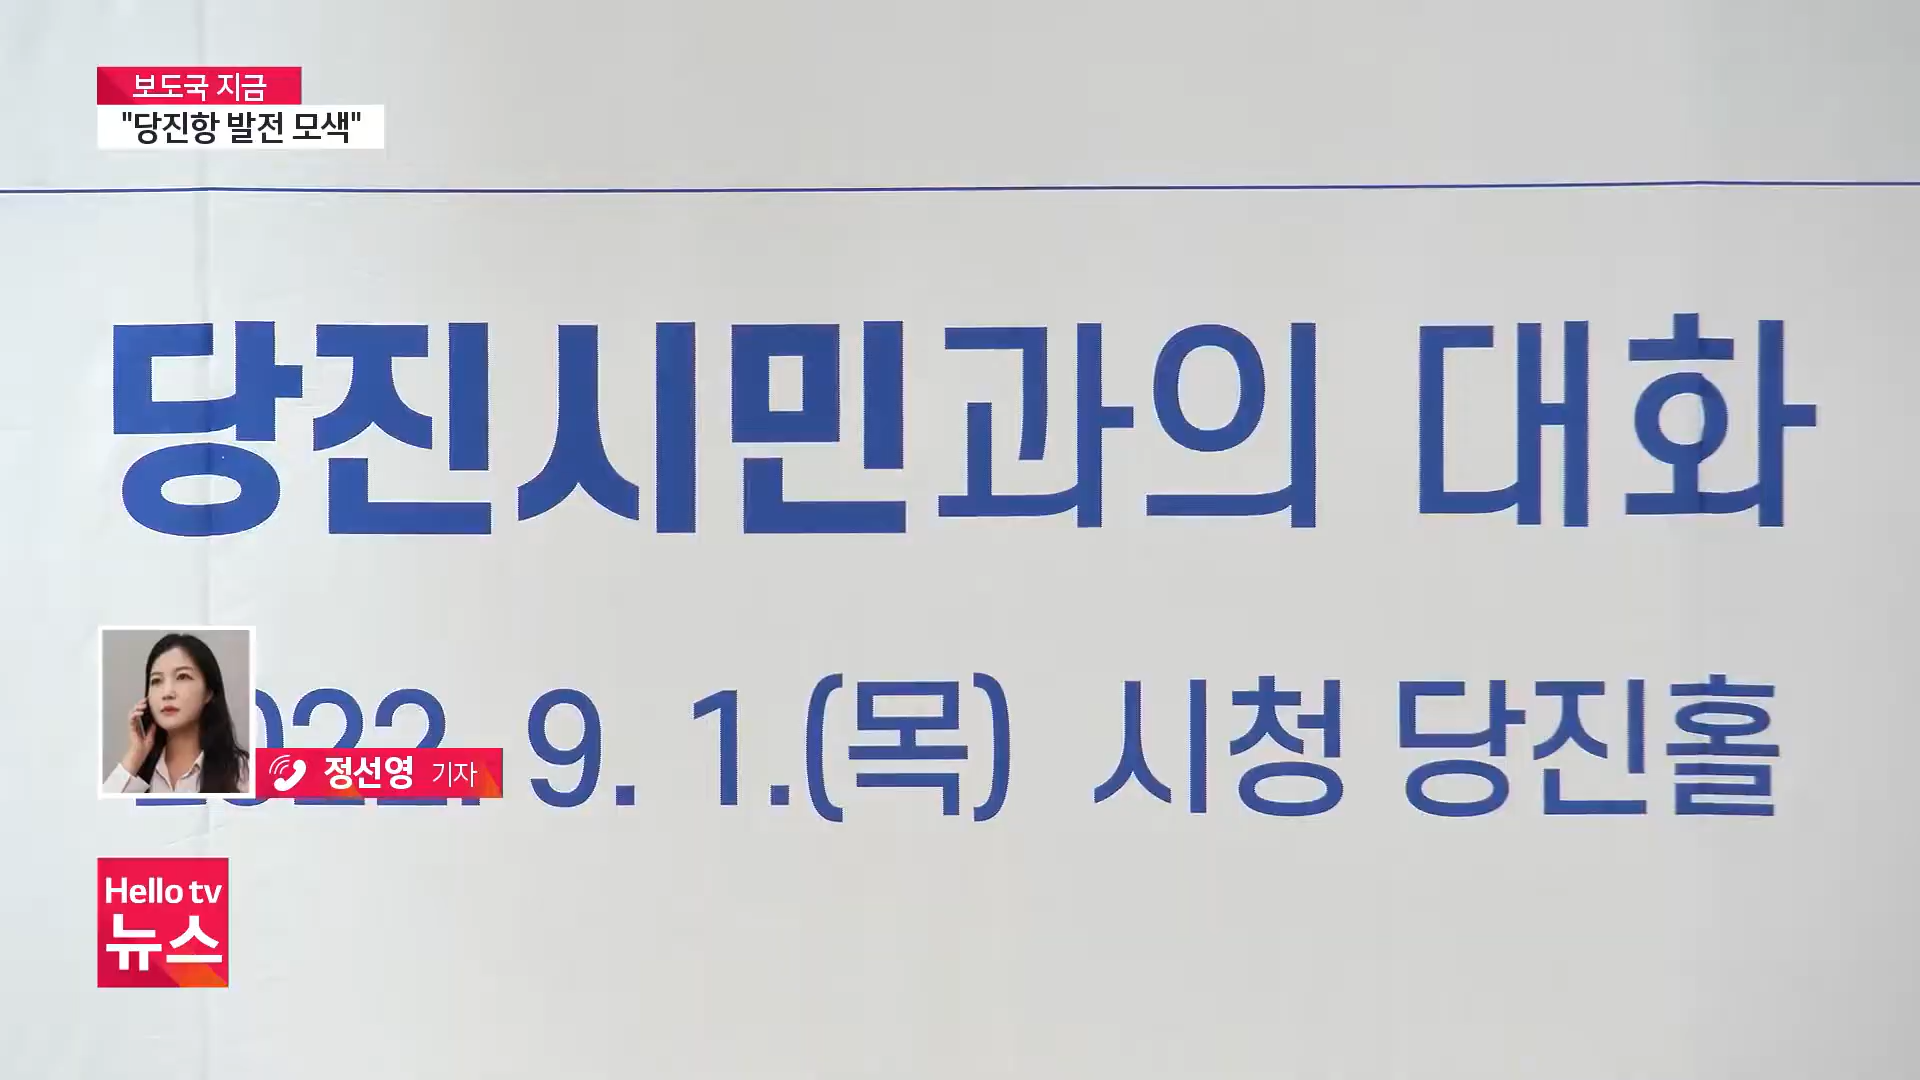 보도국 지금
"당진항 발전 모색"
당진시민과의 대화
2022. 9. 1.(목) 시청 당진홀
정선영 기자
Hello tv
뉴스